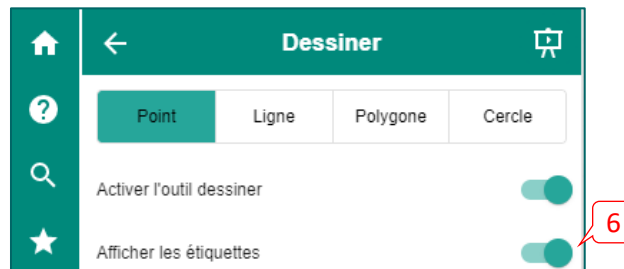 Dessiner
Point Ligne Polygone Cercle
Activer l'outil dessiner
Afficher les étiquettes
6